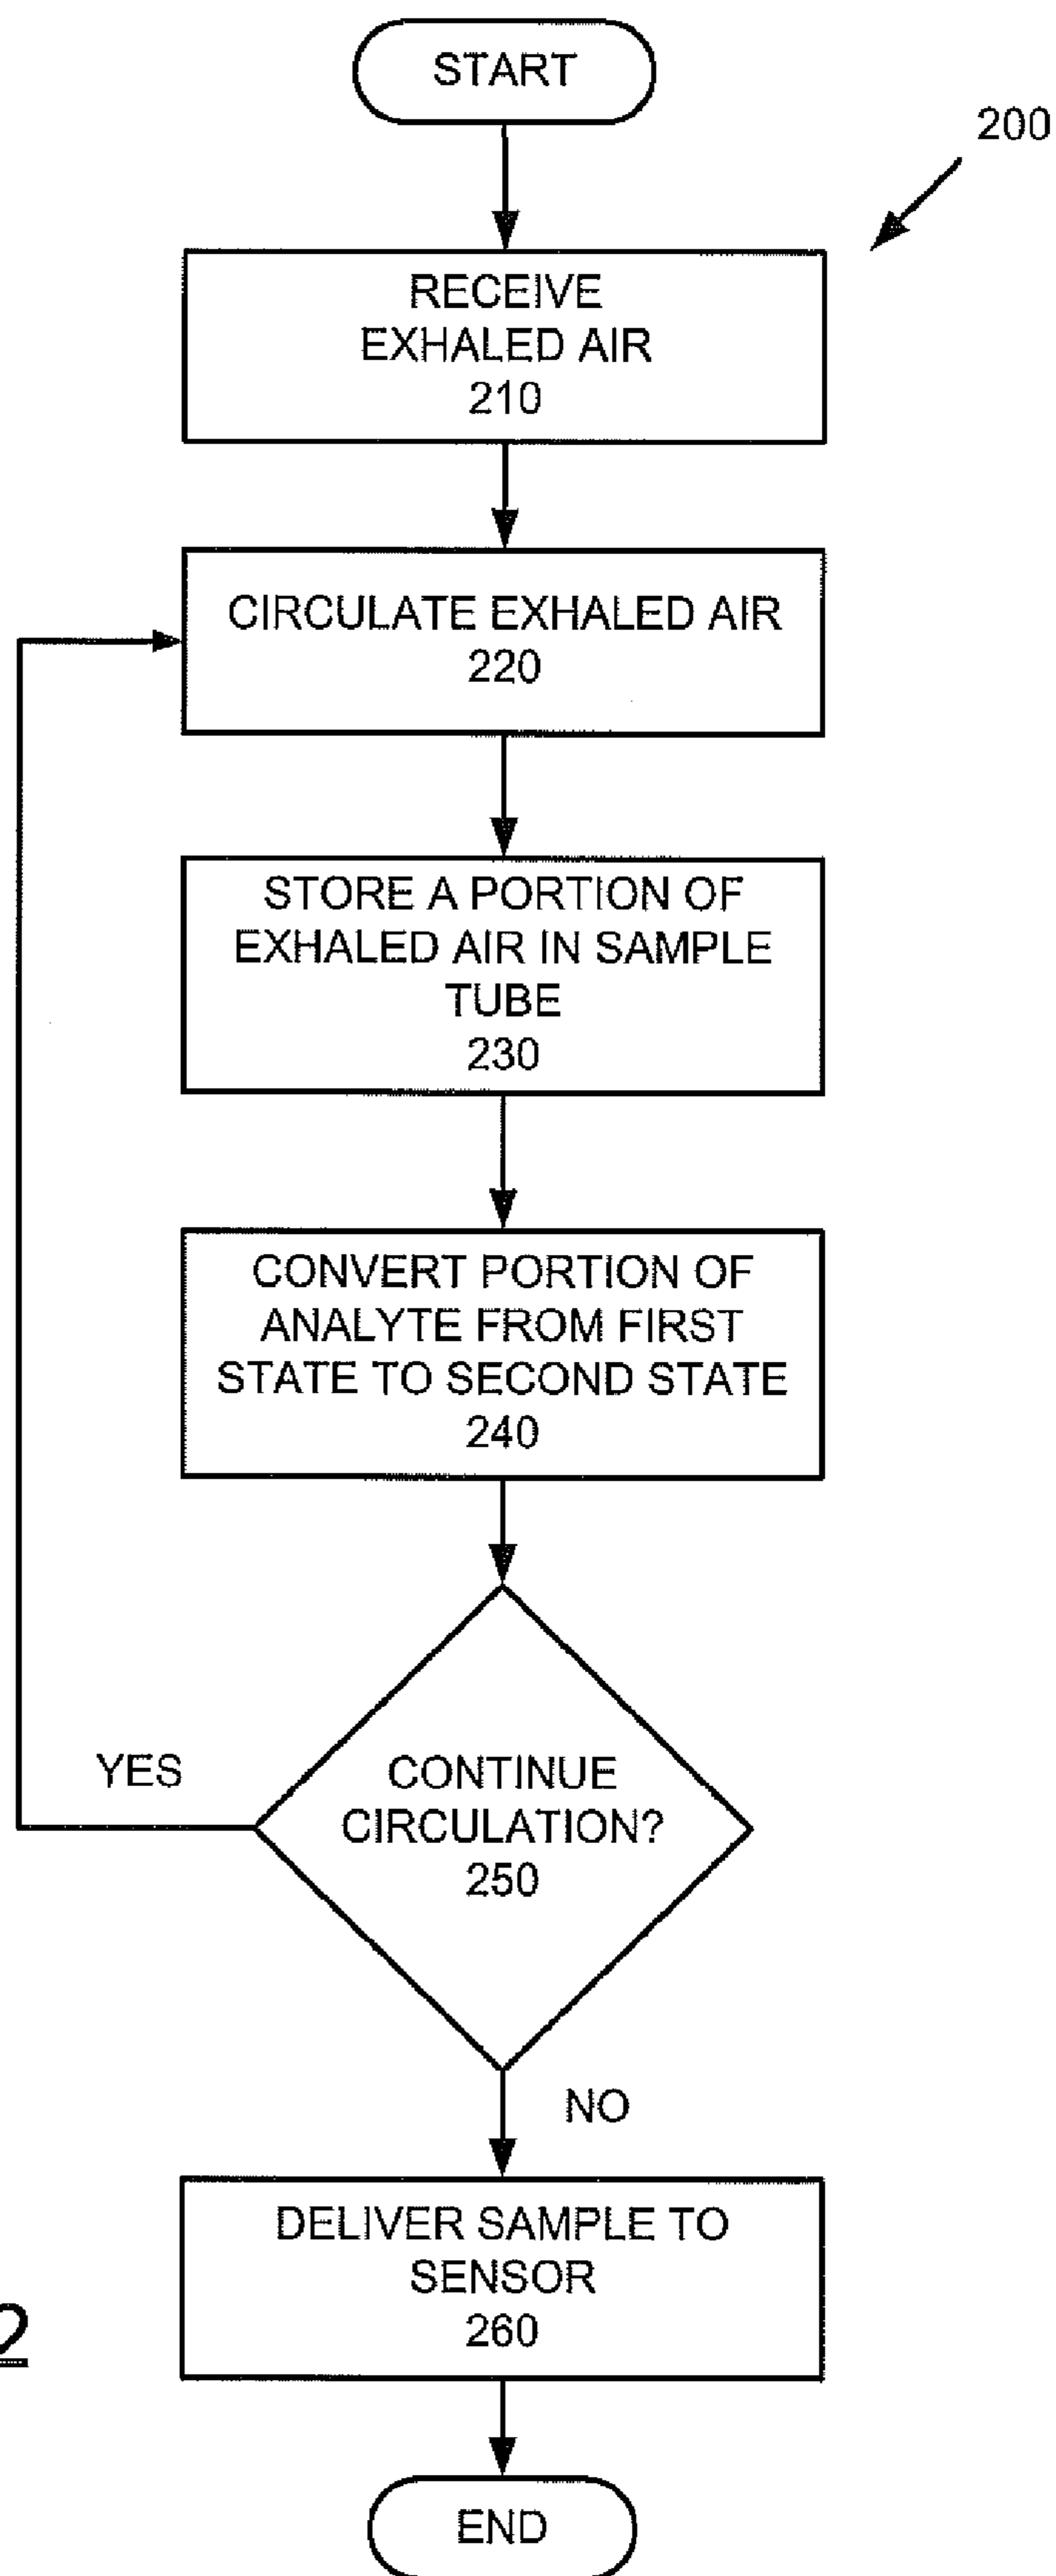 START
200
RECEIVE
EXHALED AIR
210
CIRCULATE EXHALED AIR
220
STORE A PORTION OF
EXHALED AIR IN SAMPLE
TUBE
230
CONVERT PORTION OF
ANALYTE FROM FIRST
STATE TO SECOND STATE
240
YES
CONTINUE
CIRCULATION?
250
NO
DELIVER SAMPLE TO
SENSOR
260
2
END